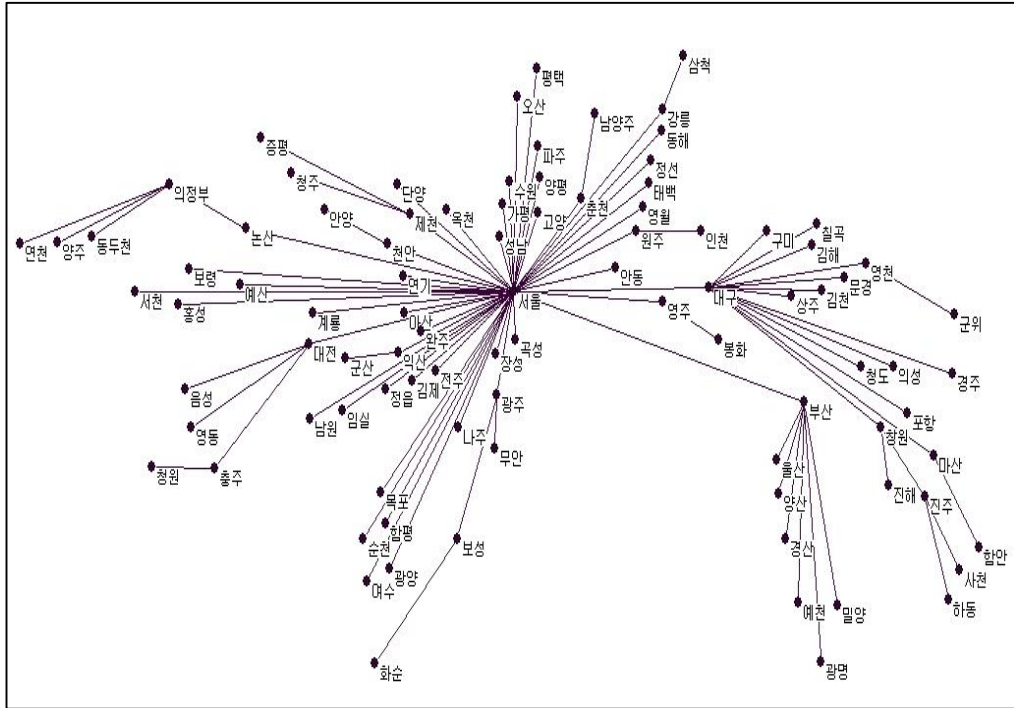 삼척
평택
오산
남양주
강릉
동해
증평
파주
정선
청주
수원
양평
태백
의정부
단양
가평
고양
춘천
영월
안양
제천
옥천
논산
성남
원주
인천
구미
칠곡
김해
연천
양주
동두천
천안
보령
연기
안동
영천
서천
예산
홍성
서울
대구
상주
김천
문경
계룡
마산
영주
군위
완주
곡성
봉화
대전
군산
익산
장성
전주
청도
의성
경주
음성
정읍
김제
광주
부산
남원
임실
포항
영동
나주
창원
무안
마산
청원
충주
울산
목포
양산
진해
진주
함평
순천
보성
경산
함안
광양
여수
사천
예천
밀양
하동
화순
광명